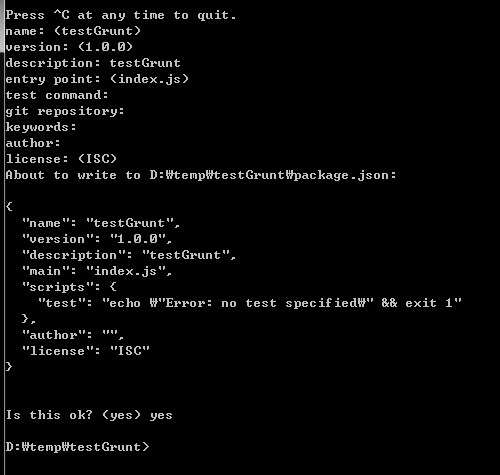 Press ^C at any time to quit.
name: (testGrunt)
version: (1.0.0)
description: testGrunt
entry point: (index.js)
test command:
git repository:
keywords:
author:
license: (ISC)
About to write to D:₩temp₩testGrunt₩package.json:
{
"name": "testGrunt",
"version": "1.0.0",
"description": "testGrunt",
"main": "index.js",
"scripts": {
"test": "echo ₩"Error: no test specified₩" && exit 1"
},
"author": "",
"license": "ISC"
}
Is this ok? (yes) yes
D:₩temp₩testGrunt>